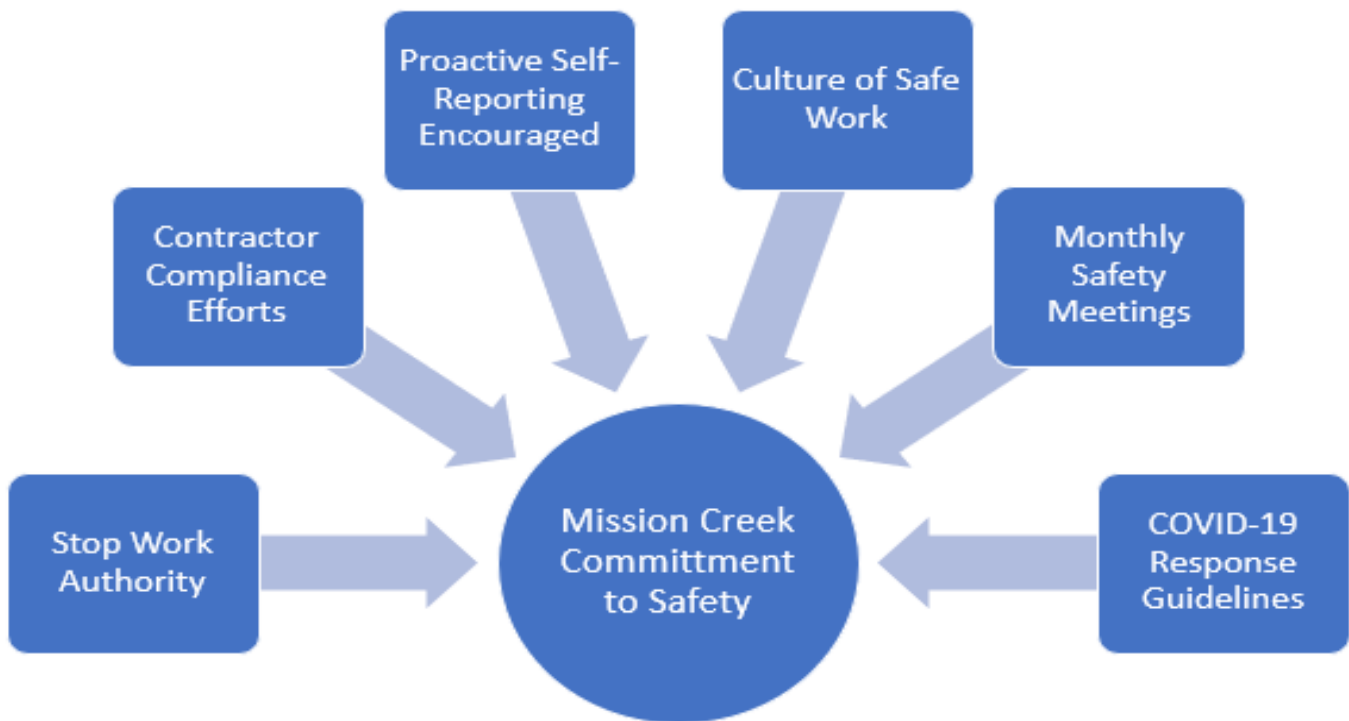 Proactive Self-
Reporting
Encouraged
Culture of Safe
Work
Contractor
Compliance
Efforts
Monthly
Safety
Meetings
Stop Work
Authority
Mission Creek
Committment
to Safety
COVID-19
Response
Guidelines